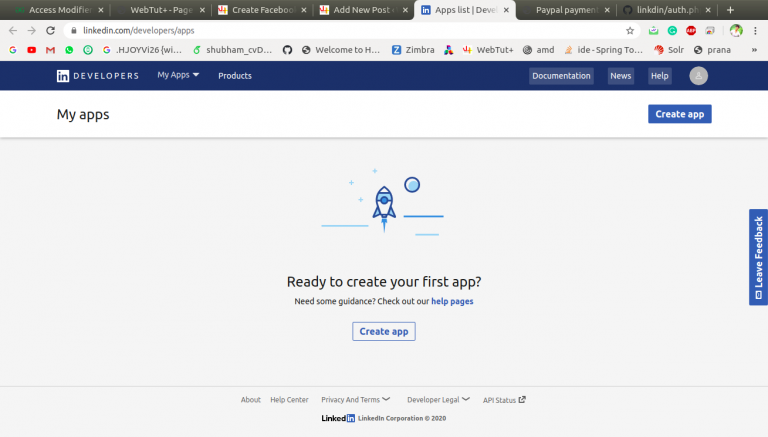 Access Modifier
WebTut+ - Page
Create Facebook
Add New Post
Apps list | Devel
Paypal payment
linkdin/auth.ph
linkedin.com/developers/apps
.HJOYVi26 {wi...
shubham_cvD...
Welcome to H...
Zimbra
WebTut+
amd
ide - Spring To...
Solr
prana
in DEVELOPERS
My Apps
Products
Documentation
News
Help
My apps
Create app
Leave Feedback
Ready to create your first app?
Need some guidance? Check out our help pages
Create app
About
Help Center
Privacy And Terms
Developer Legal
API Status
Linkedin LinkedIn Corporation © 2020